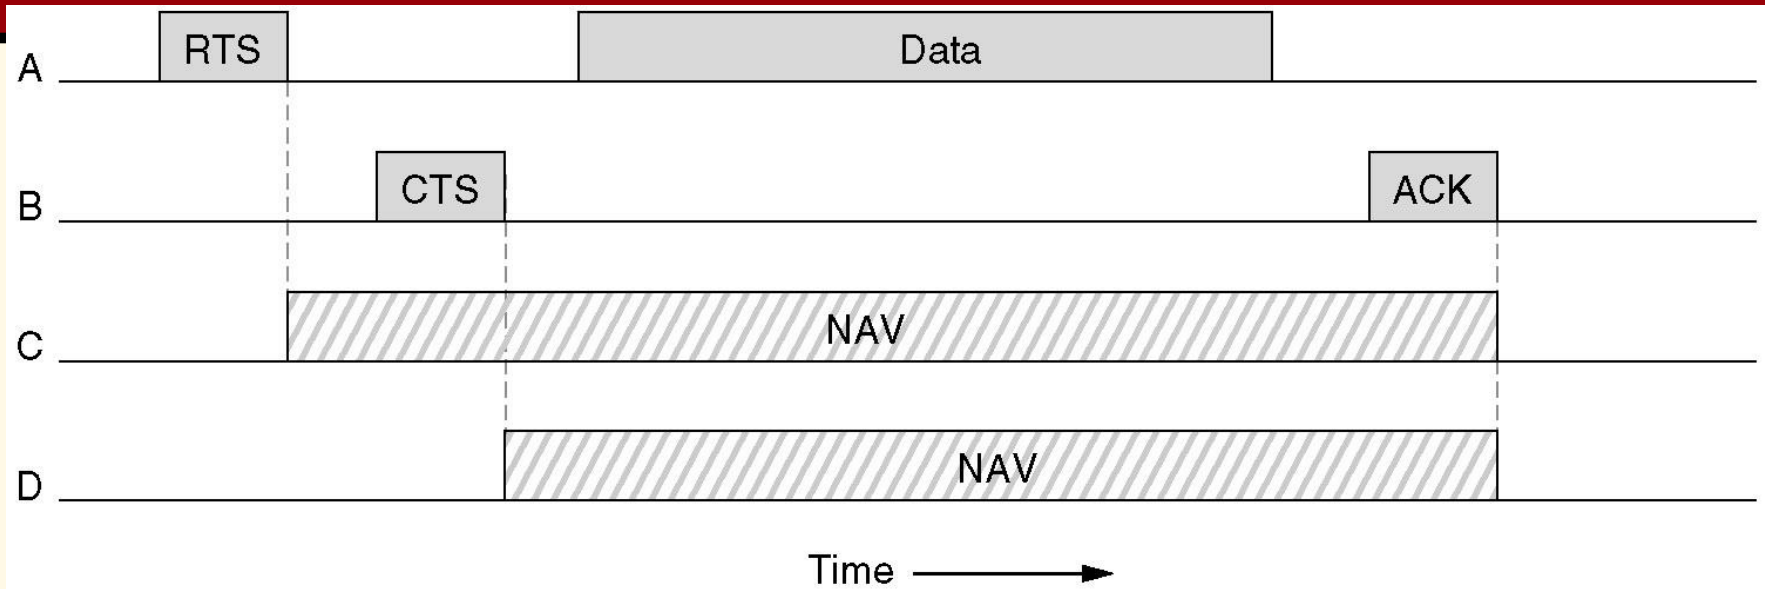 A RTS Data
B CTS ACK
C NAV
D NAV
Time